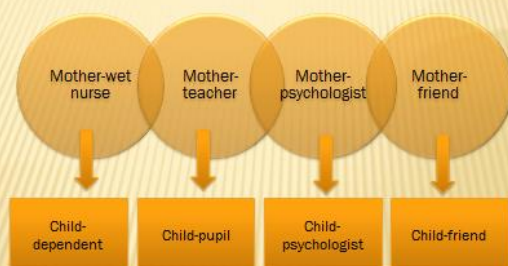 Mother-wet
nurse
Mother-
teacher
Mother-
psychologist
Mother-
friend
Child-
dependent
Child-pupil
Child-
psychologist
Child-friend